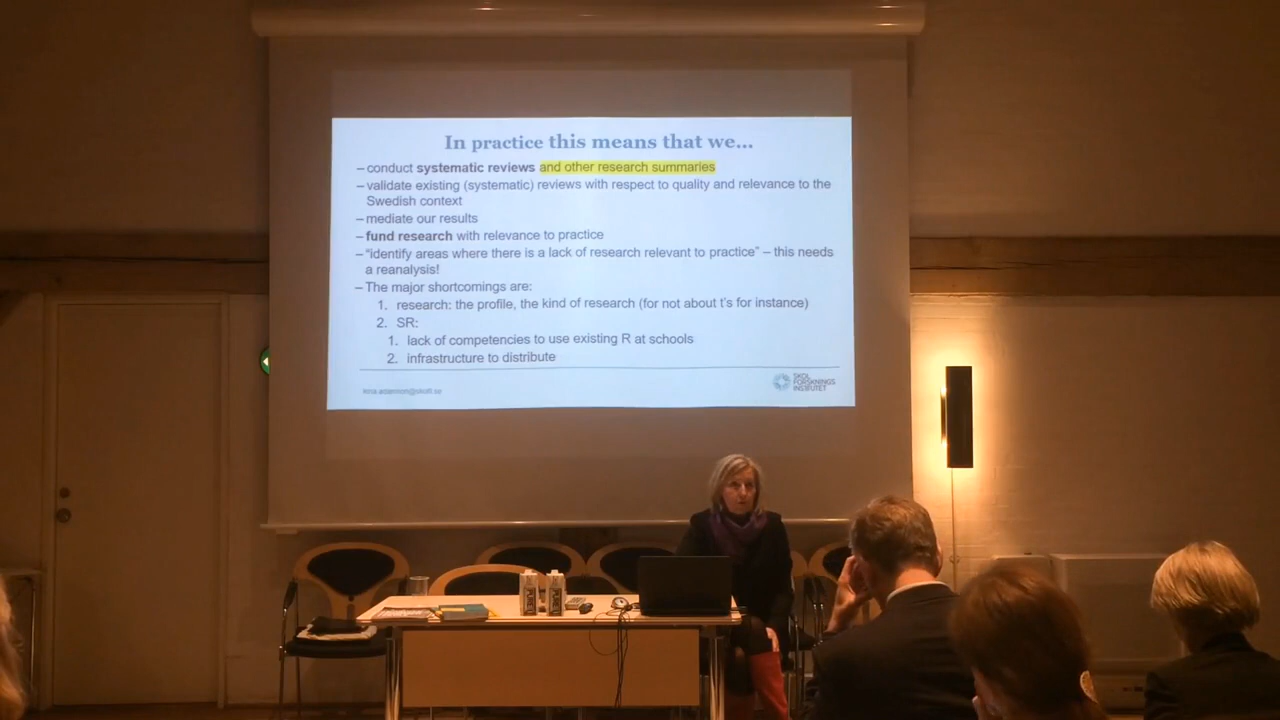 In practice this means that we...
– conduct systematic reviews and other research summaries
– validate existing (systematic) reviews with respect to quality and relevance to the
Swedish context
– mediate our results
– fund research with relevance to practice
– "identify areas where there is a lack of research relevant to practice" – this needs
a reanalysis!
– The major shortcomings are:
1. research: the profile, the kind of research (for not about t's for instance)
2. SR:
1. lack of competencies to use existing R at schools
2. infrastructure to distribute
SKOL
FORSKNINGS
INSTITUTET